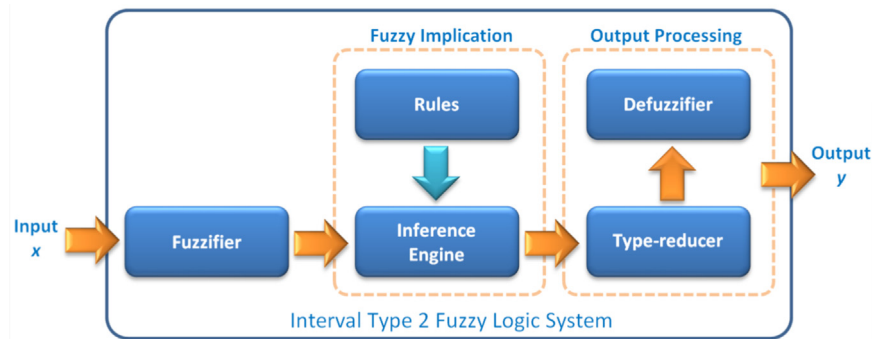 Fuzzy Implication
Output Processing
Rules
Defuzzifier
Output
y
Input
x
Fuzzifier
Inference
Engine
Type-reducer
Interval Type 2 Fuzzy Logic System